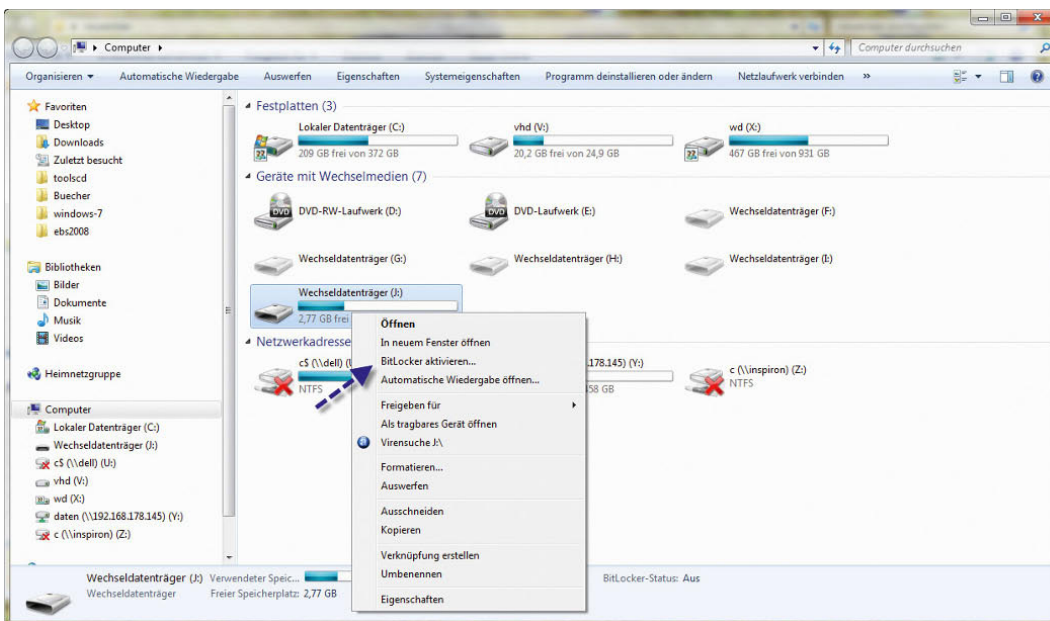 Computer
Computer durchsuchen
Organisieren
Automatische Wiedergabe
Auswerfen
Eigenschaften
Systemeigenschaften
Programm deinstallieren oder ändern
Netzlaufwerk verbinden
»
Favoriten
Desktop
Downloads
Zuletzt besucht
toolscd
Buecher
windows-7
ebs2008
Bibliotheken
Bilder
Dokumente
Musik
Videos
Heimnetzgruppe
Computer
Lokaler Datenträger (C:)
Wechseldatenträger (J:)
c$ (\\dell) (U:)
vhd (V:)
wd (X:)
daten (\\192.168.178.145) (Y:)
c (\\inspiron) (Z:)
Festplatten (3)
Lokaler Datenträger (C:)
209 GB frei von 372 GB
vhd (V:)
20,2 GB frei von 24,9 GB
wd (X:)
467 GB frei von 931 GB
Geräte mit Wechselmedien (7)
DVD-RW-Laufwerk (D:)
DVD-Laufwerk (E:)
Wechseldatenträger (F:)
Wechseldatenträger (G:)
Wechseldatenträger (H:)
Wechseldatenträger (I:)
Wechseldatenträger (J:)
2,77 GB frei
Netzwerkadresse
c$ (\\dell) (
NTFS
.178.145) (Y:)
58 GB
c (\\inspiron) (Z:)
NTFS
Öffnen
In neuem Fenster öffnen
BitLocker aktivieren...
Automatische Wiedergabe öffnen...
Freigeben für
Als tragbares Gerät öffnen
Virensuche J:\
Formatieren...
Auswerfen
Ausschneiden
Kopieren
Verknüpfung erstellen
Umbenennen
Eigenschaften
Wechseldatenträger (J:) Verwendeter Speic...
BitLocker-Status: Aus
Wechseldatenträger Freier Speicherplatz: 2,77 GB